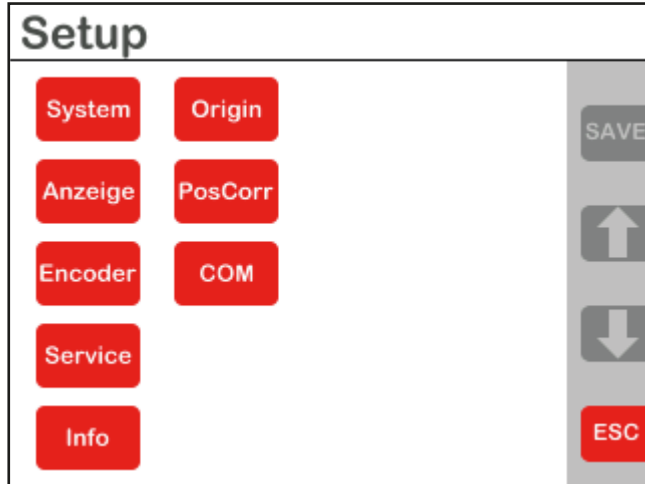 Setup
System
Origin
SAVE
Anzeige
PosCorr
Encoder
COM
Service
Info
ESC